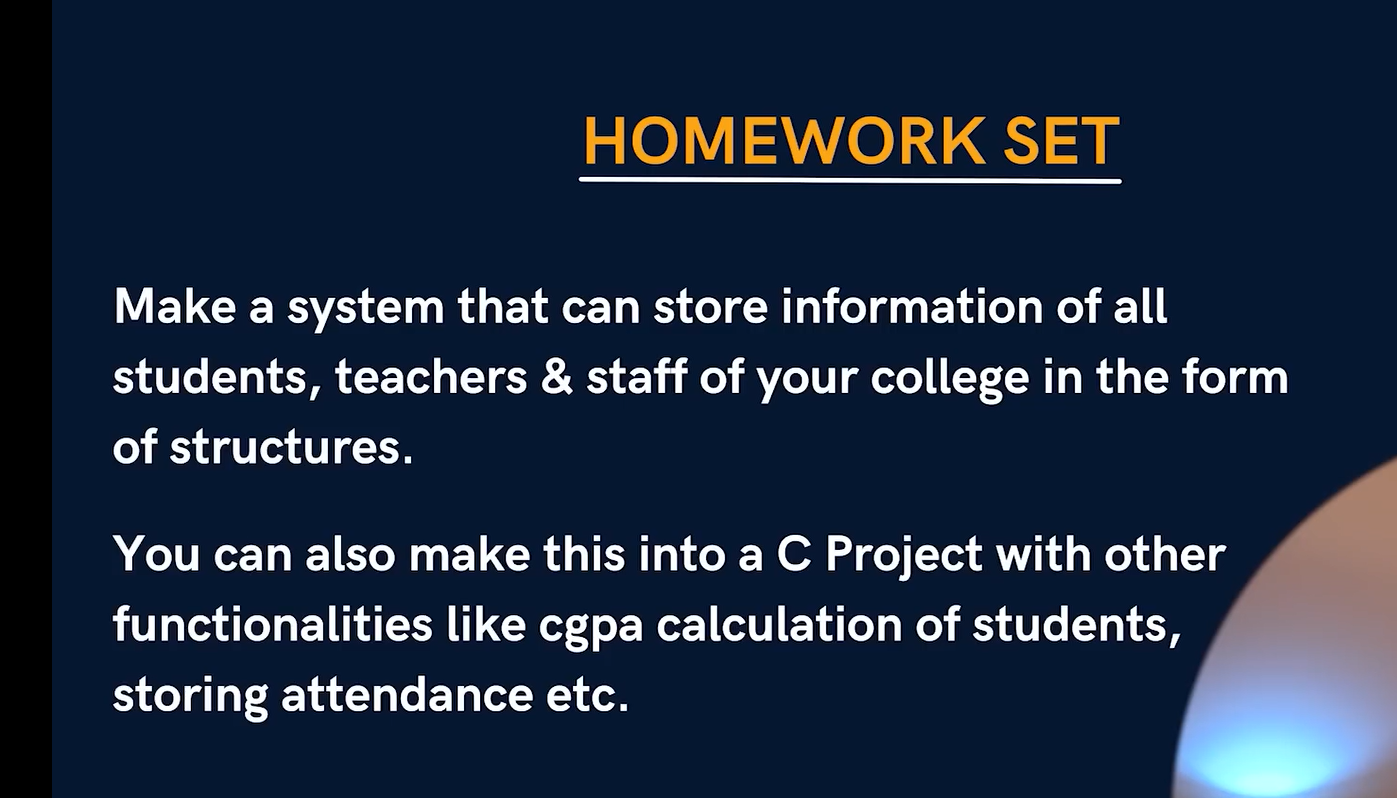 HOMEWORK SET
Make a system that can store information of all
students, teachers & staff of your college in the form
of structures.
You can also make this into a C Project with other
functionalities like cgpa calculation of students,
storing attendance etc.